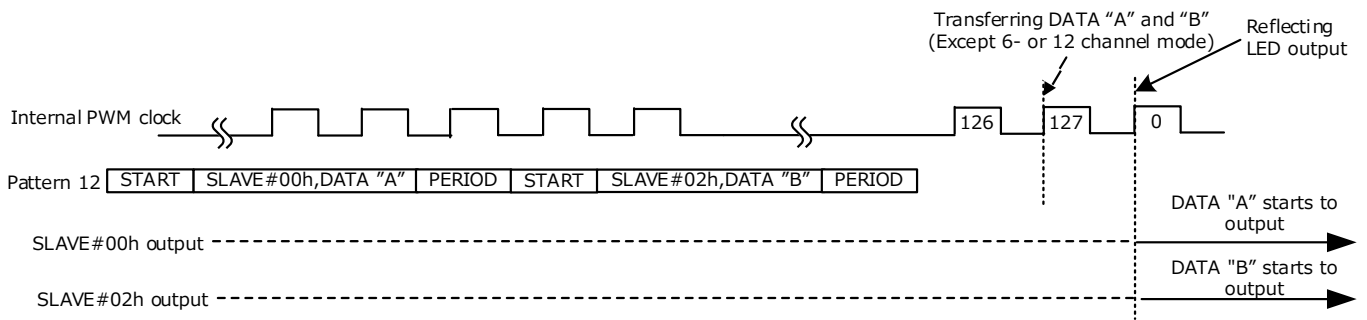 Transferring DATA “A” and “B”
(Except 6- or 12 channel mode)
Reflecting
LED output
Internal PWM clock
126
127
0
Pattern 12
START
SLAVE#00h,DATA ”A”
PERIOD
START
SLAVE#02h,DATA ”B”
PERIOD
DATA "A” starts to
output
SLAVE#00h output
DATA "B” starts to
output
SLAVE#02h output